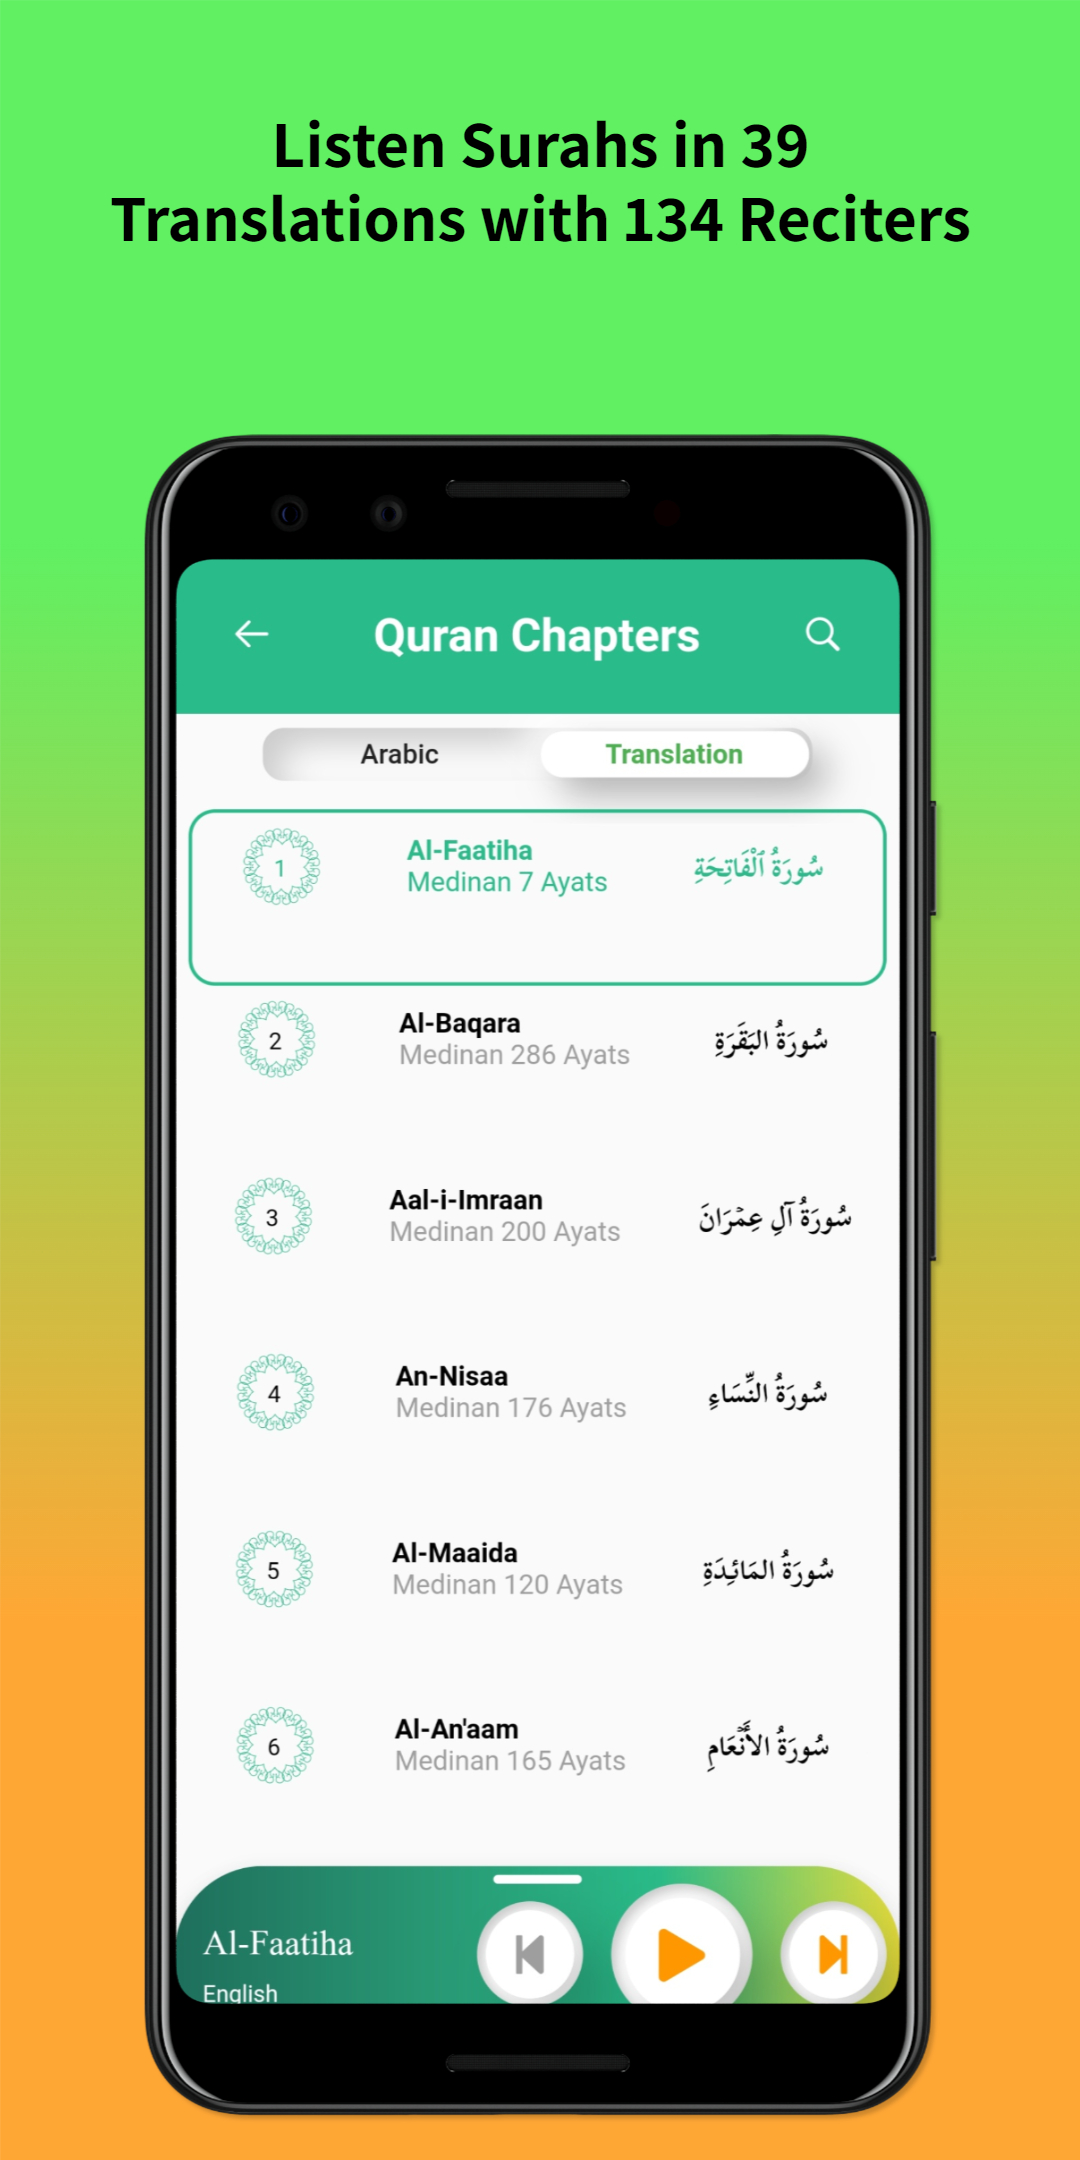 Listen Surahs in 39
Translations with 134 Reciters
Quran Chapters
Arabic
Translation
1
Al-Faatiha
Medinan 7 Ayats
سُورَةُ ٱلْفَاتِحَةِ
2
Al-Baqara
Medinan 286 Ayats
سُورَةُ البَقَرَةِ
3
Aal-i-Imraan
Medinan 200 Ayats
سُورَةُ آلِ عِمۡرَانَ
4
An-Nisaa
Medinan 176 Ayats
سُورَةُ النِّسَاءِ
5
Al-Maaida
Medinan 120 Ayats
سُورَةُ المَائـِدَةِ
6
Al-An'aam
Medinan 165 Ayats
سُورَةُ الأَنۡعَامِ
Al-Faatiha
English